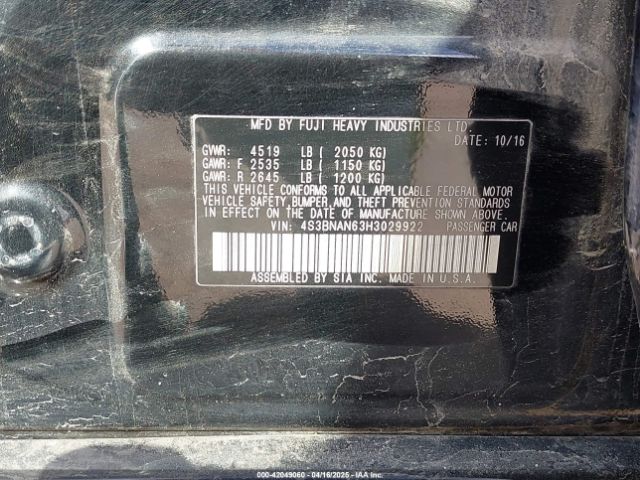 MFD BY FUJI HEAVY INDUSTRIES LTD.
DATE: 10/16
GVWR: 4519 LB ( 2050 KG)
GAWR: F 2535 LB ( 1150 KG)
GAWR: R 2645 LB ( 1200 KG)
THIS VEHICLE CONFORMS TO ALL APPLICABLE FEDERAL MOTOR
VEHICLE SAFETY, BUMPER, AND THEFT PREVENTION STANDARDS
IN EFFECT ON THE DATE OF MANUFACTURE SHOWN ABOVE.
VIN: 4S3BNAN63H3029922 PASSENGER CAR
ASSEMBLED BY SIA INC. MADE IN U.S.A.
000-42049060 - 04/16/2025 - IAAI.COM